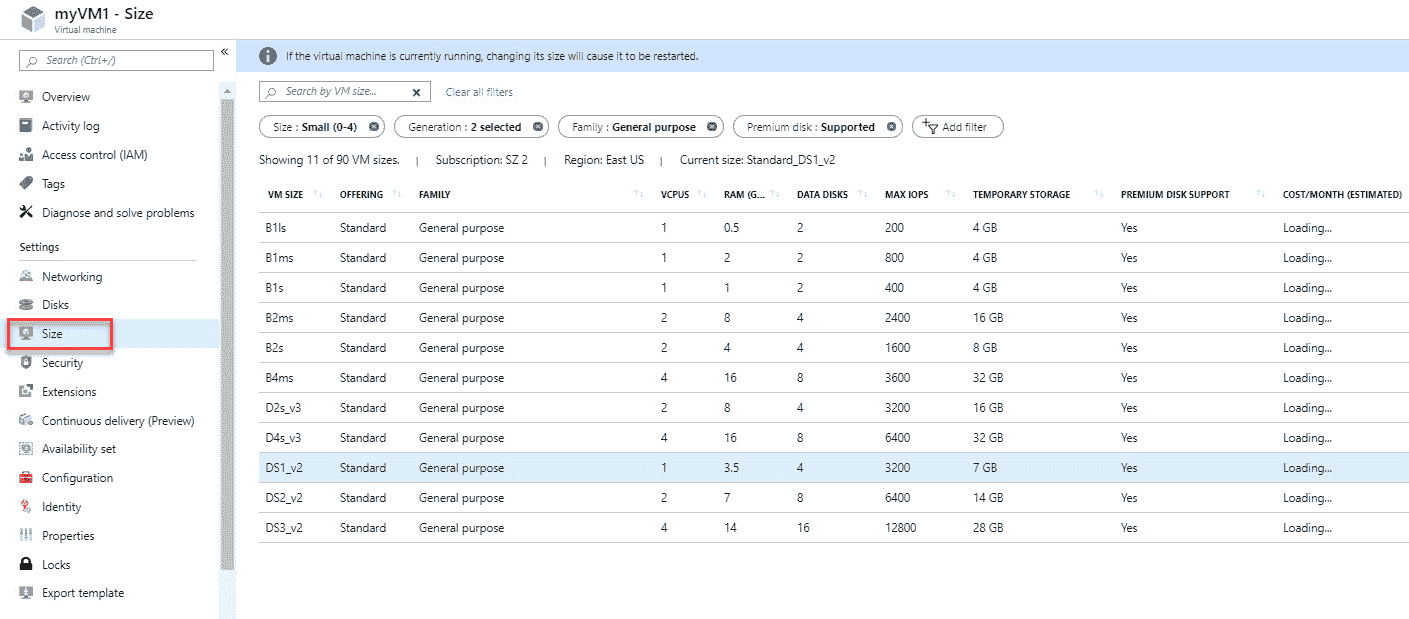 myVM1 - Size
Virtual machine
Search (Ctrl+/)
«
Overview
Activity log
Access control (IAM)
Tags
Diagnose and solve problems
Settings
Networking
Disks
Size
Security
Extensions
Continuous delivery (Preview)
Availability set
Configuration
Identity
Properties
Locks
Export template
If the virtual machine is currently running, changing its size will cause it to be restarted.
Search by VM size... Clear all filters
Size : Small (0-4) Generation : 2 selected Family : General purpose Premium disk : Supported Add filter
Showing 11 of 90 VM sizes. | Subscription: SZ 2 | Region: East US | Current size: Standard_DS1_v2
VM SIZE OFFERING FAMILY VCPUS RAM (G... DATA DISKS MAX IOPS TEMPORARY STORAGE PREMIUM DISK SUPPORT COST/MONTH (ESTIMATED)
B1ls Standard General purpose 1 0.5 2 200 4 GB Yes Loading...
B1ms Standard General purpose 1 2 2 800 4 GB Yes Loading...
B1s Standard General purpose 1 1 2 400 4 GB Yes Loading...
B2ms Standard General purpose 2 8 4 2400 16 GB Yes Loading...
B2s Standard General purpose 2 4 4 1600 8 GB Yes Loading...
B4ms Standard General purpose 4 16 8 3600 32 GB Yes Loading...
D2s_v3 Standard General purpose 2 8 4 3200 16 GB Yes Loading...
D4s_v3 Standard General purpose 4 16 8 6400 32 GB Yes Loading...
DS1_v2 Standard General purpose 1 3.5 4 3200 7 GB Yes Loading...
DS2_v2 Standard General purpose 2 7 8 6400 14 GB Yes Loading...
DS3_v2 Standard General purpose 4 14 16 12800 28 GB Yes Loading...